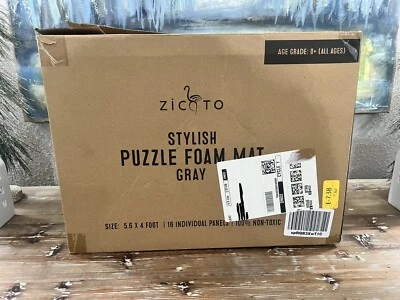 AGE GRADE: 0+ (ALL AGES)
ZICOTO
STYLISH
PUZZLE FOAM MAT
GRAY
SIZE: 5.6 X 4 FOOT | 16 INDIVIDUAL PANELS | 100% NON-TOXIC